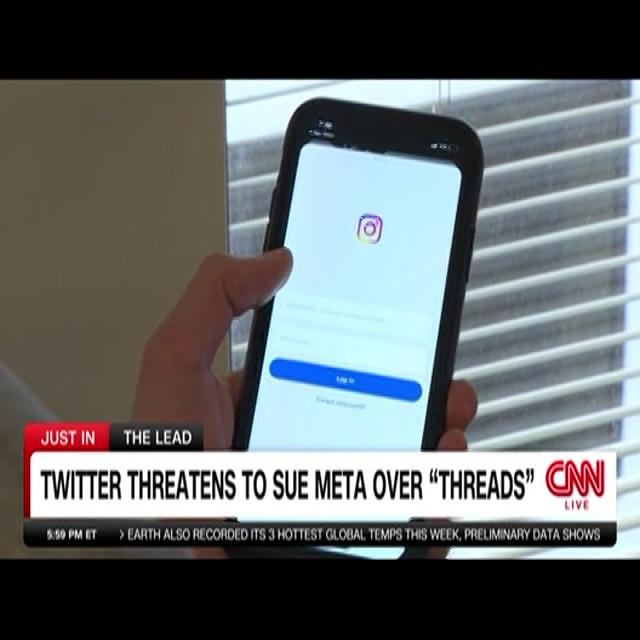 Log in
JUST IN
THE LEAD
TWITTER THREATENS TO SUE META OVER “THREADS”
CNN
LIVE
5:59 PM ET
> EARTH ALSO RECORDED ITS 3 HOTTEST GLOBAL TEMPS THIS WEEK, PRELIMINARY DATA SHOWS